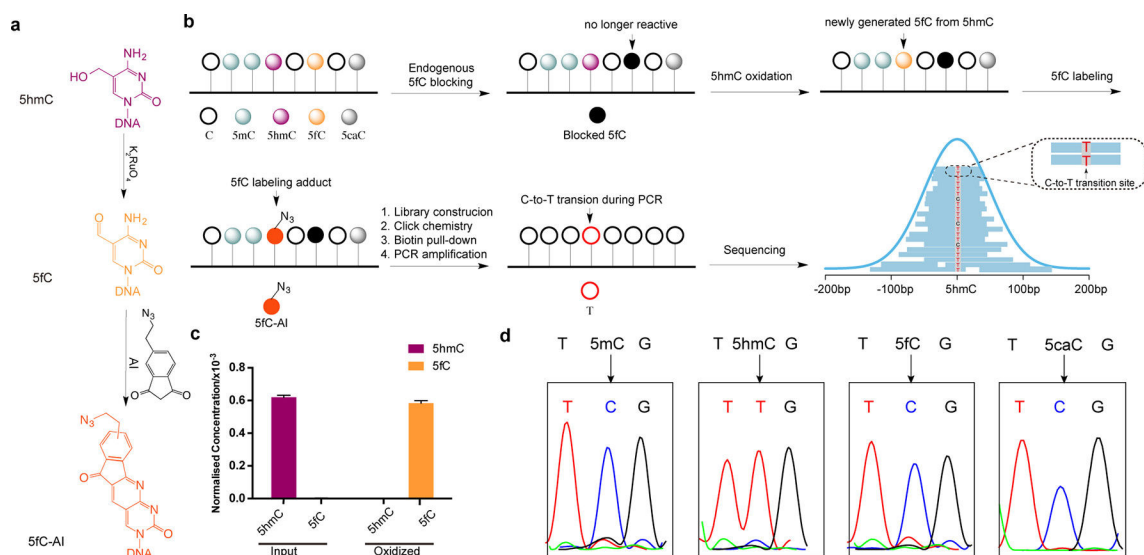 a
NH2
HO
N
N
O
5hmC
DNA
K2RuO4
O
NH2
N
N
O
5fC
DNA
N3
AI
O
O
N3
O
N
N
N
O
5fC-AI
DNA
b
Endogenous
5fC blocking
no longer reactive
5hmC oxidation
newly generated 5fC from 5hmC
5fC labeling
C 5mC 5hmC 5fC 5caC
Blocked 5fC
5fC labeling adduct
N3
1. Library construcion
2. Click chemistry
3. Biotin pull-down
4. PCR amplification
C-to-T transion during PCR
Sequencing
T
T
C-to-T transition site
N3
5fC-AI
T
-200bp -100bp 5hmC 100bp 200bp
c
5hmC
5fC
Normalised Concentration/x10-3
0.8
0.6
0.4
0.2
0.0
5hmC 5fC 5hmC 5fC
Input Oxidized
d
T 5mC G
T C G
T 5hmC G
T T G
T 5fC G
T C G
T 5caC G
T C G